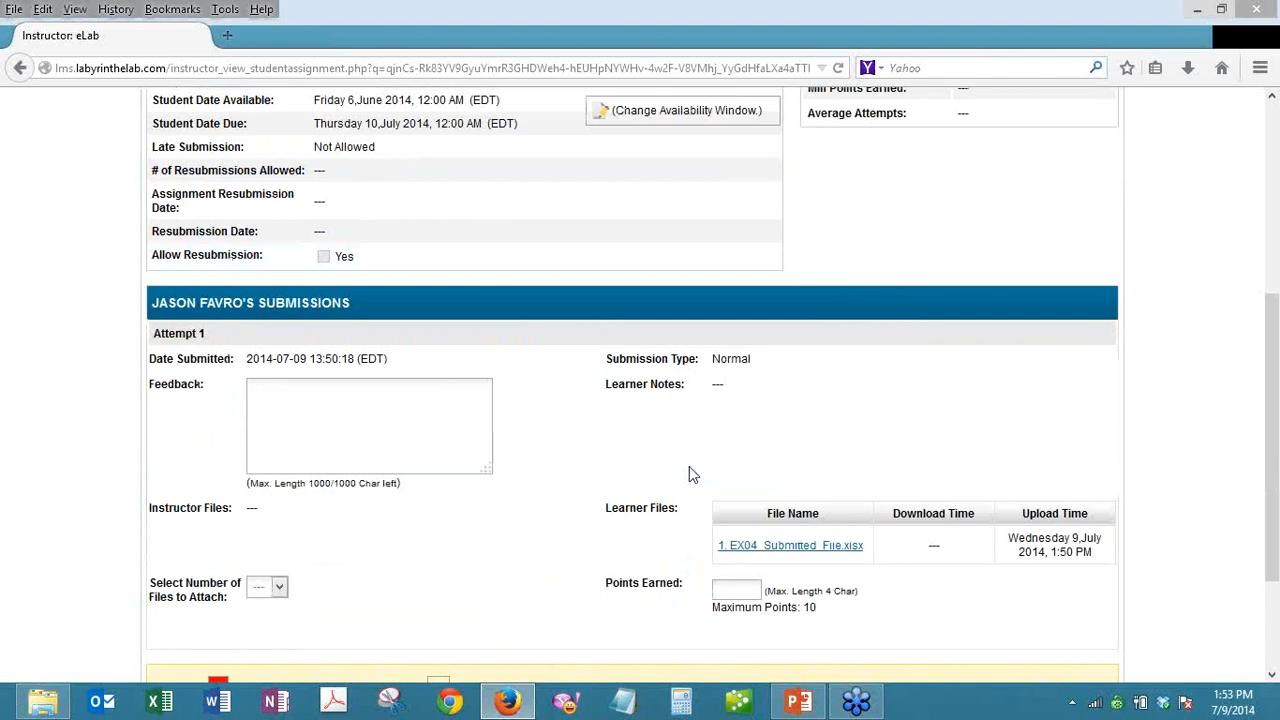 File Edit View History Bookmarks Tools Help
Instructor: eLab
lms.labyrinthelab.com/instructor_view_studentassignment.php?q=qjnCs-Rk83YV9GyuYmrR3GHDWeh4-hEUHpNYWHv-4w2F-V8VMhj_YyGdHfaLXa4aTTI
Yahoo
Student Date Available: Friday 6,June 2014, 12:00 AM (EDT)
(Change Availability Window.)
Min Points Earned: ---
Average Attempts: ---
Student Date Due: Thursday 10,July 2014, 12:00 AM (EDT)
Late Submission: Not Allowed
# of Resubmissions Allowed: ---
Assignment Resubmission
Date: ---
Resubmission Date: ---
Allow Resubmission: Yes
JASON FAVRO'S SUBMISSIONS
Attempt 1
Date Submitted: 2014-07-09 13:50:18 (EDT)
Submission Type: Normal
Feedback:
Learner Notes: ---
(Max. Length 1000/1000 Char left)
Instructor Files: ---
Learner Files:
File Name Download Time Upload Time
1. EX04_Submitted_File.xlsx --- Wednesday 9,July
2014, 1:50 PM
Select Number of
Files to Attach: ---
Points Earned: (Max. Length 4 Char)
Maximum Points: 10
1:53 PM
7/9/2014